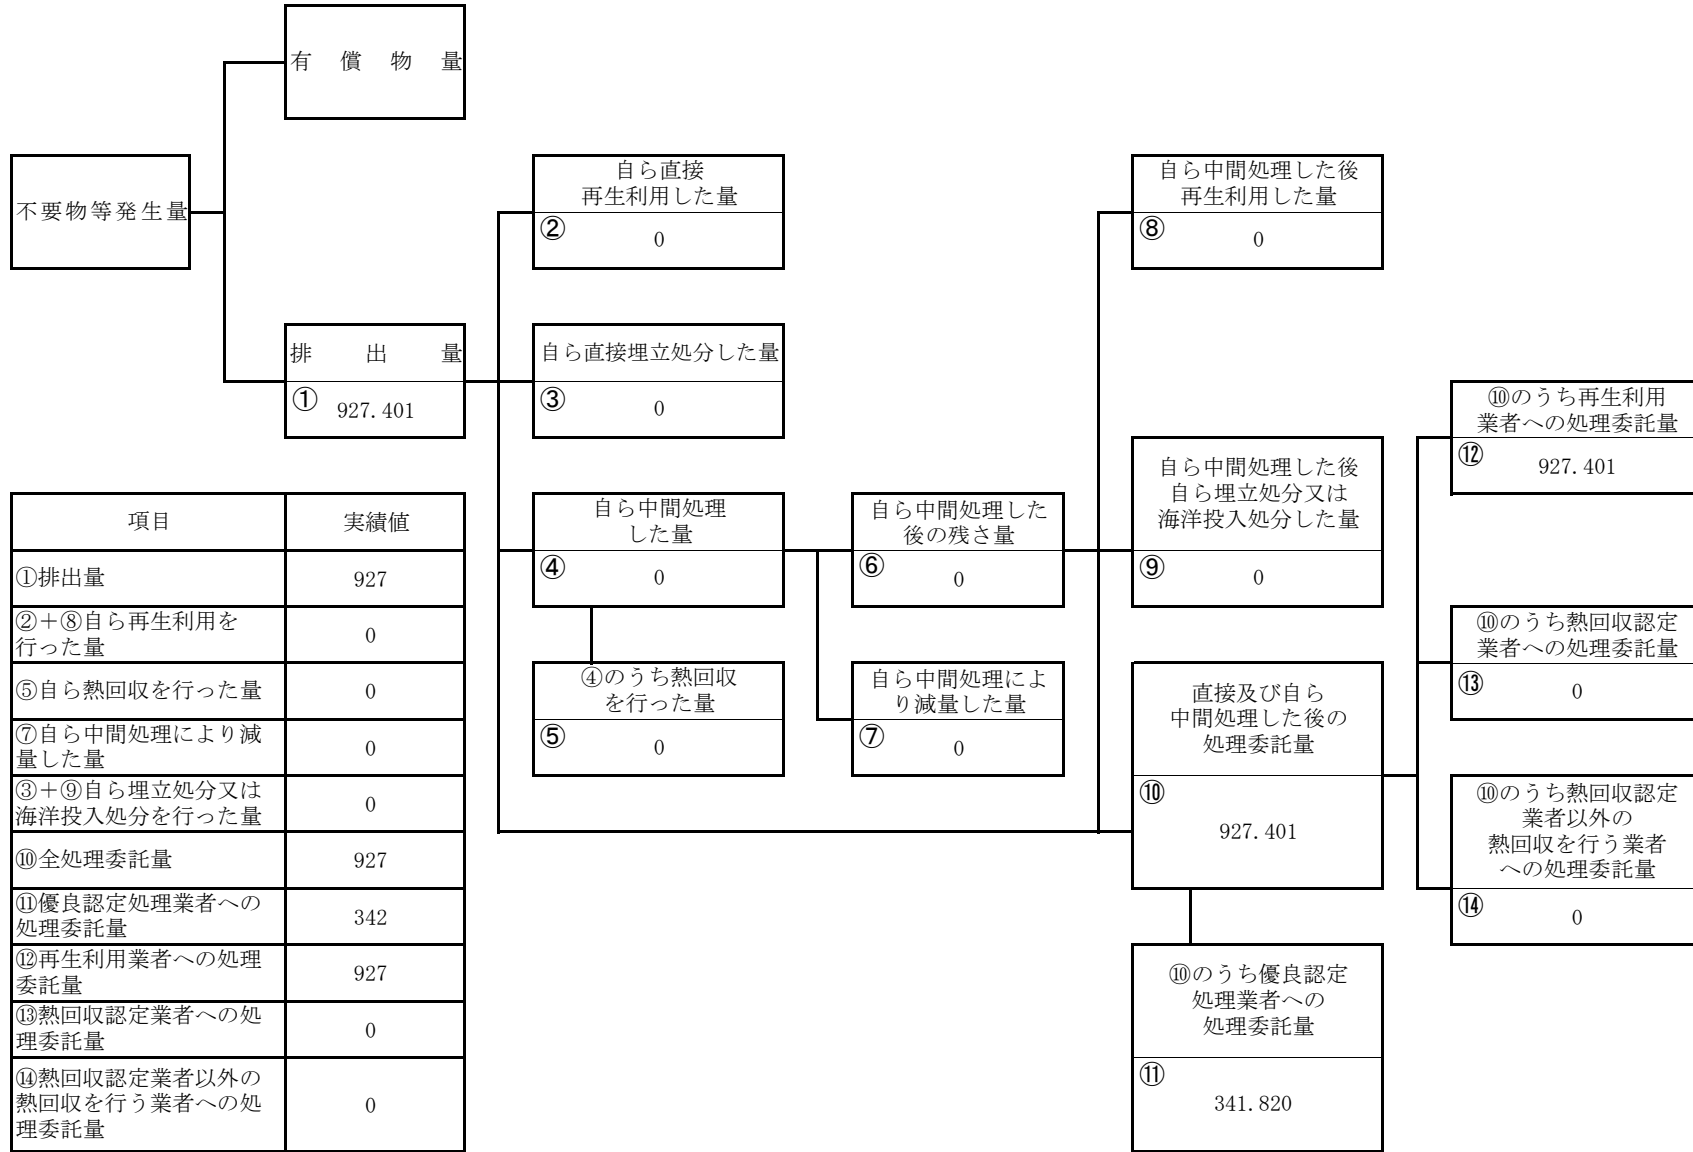 有償物量
不要物等発生量
自ら直接
再生利用した量
②
0
自ら中間処理した後
再生利用した量
⑧
0
排出量
①
927.401
自ら直接埋立処分した量
③
0
⑩のうち再生利用
業者への処理委託量
⑫
927.401
自ら中間処理
した量
④
0
自ら中間処理した
後の残さ量
⑥
0
自ら中間処理した後
自ら埋立処分又は
海洋投入処分した量
⑨
0
⑩のうち熱回収認定
業者への処理委託量
⑬
0
④のうち熱回収
を行った量
⑤
0
自ら中間処理によ
り減量した量
⑦
0
直接及び自ら
中間処理した後の
処理委託量
⑩
927.401
⑩のうち熱回収認定
業者以外の
熱回収を行う業者
への処理委託量
⑭
0
⑩のうち優良認定
処理業者への
処理委託量
⑪
341.820
項目 実績値
①排出量 927
②+⑧自ら再生利用を
行った量 0
⑤自ら熱回収を行った量 0
⑦自ら中間処理により減
量した量 0
③+⑨自ら埋立処分又は
海洋投入処分を行った量 0
⑩全処理委託量 927
⑪優良認定処理業者への
処理委託量 342
⑫再生利用業者への処理
委託量 927
⑬熱回収認定業者への処
理委託量 0
⑭熱回収認定業者以外の
熱回収を行う業者への処
理委託量 0